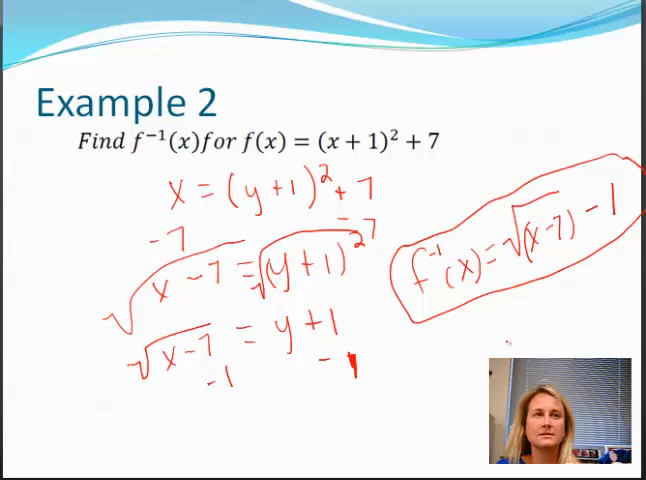 Example 2
Find f⁻¹(x)for f(x) = (x + 1)² + 7
x = (y+1)² + 7
-7 -7
√x-7 = √(y+1)²
√x-7 = y+1
-1 -1
f⁻¹(x) = √(x-7) - 1